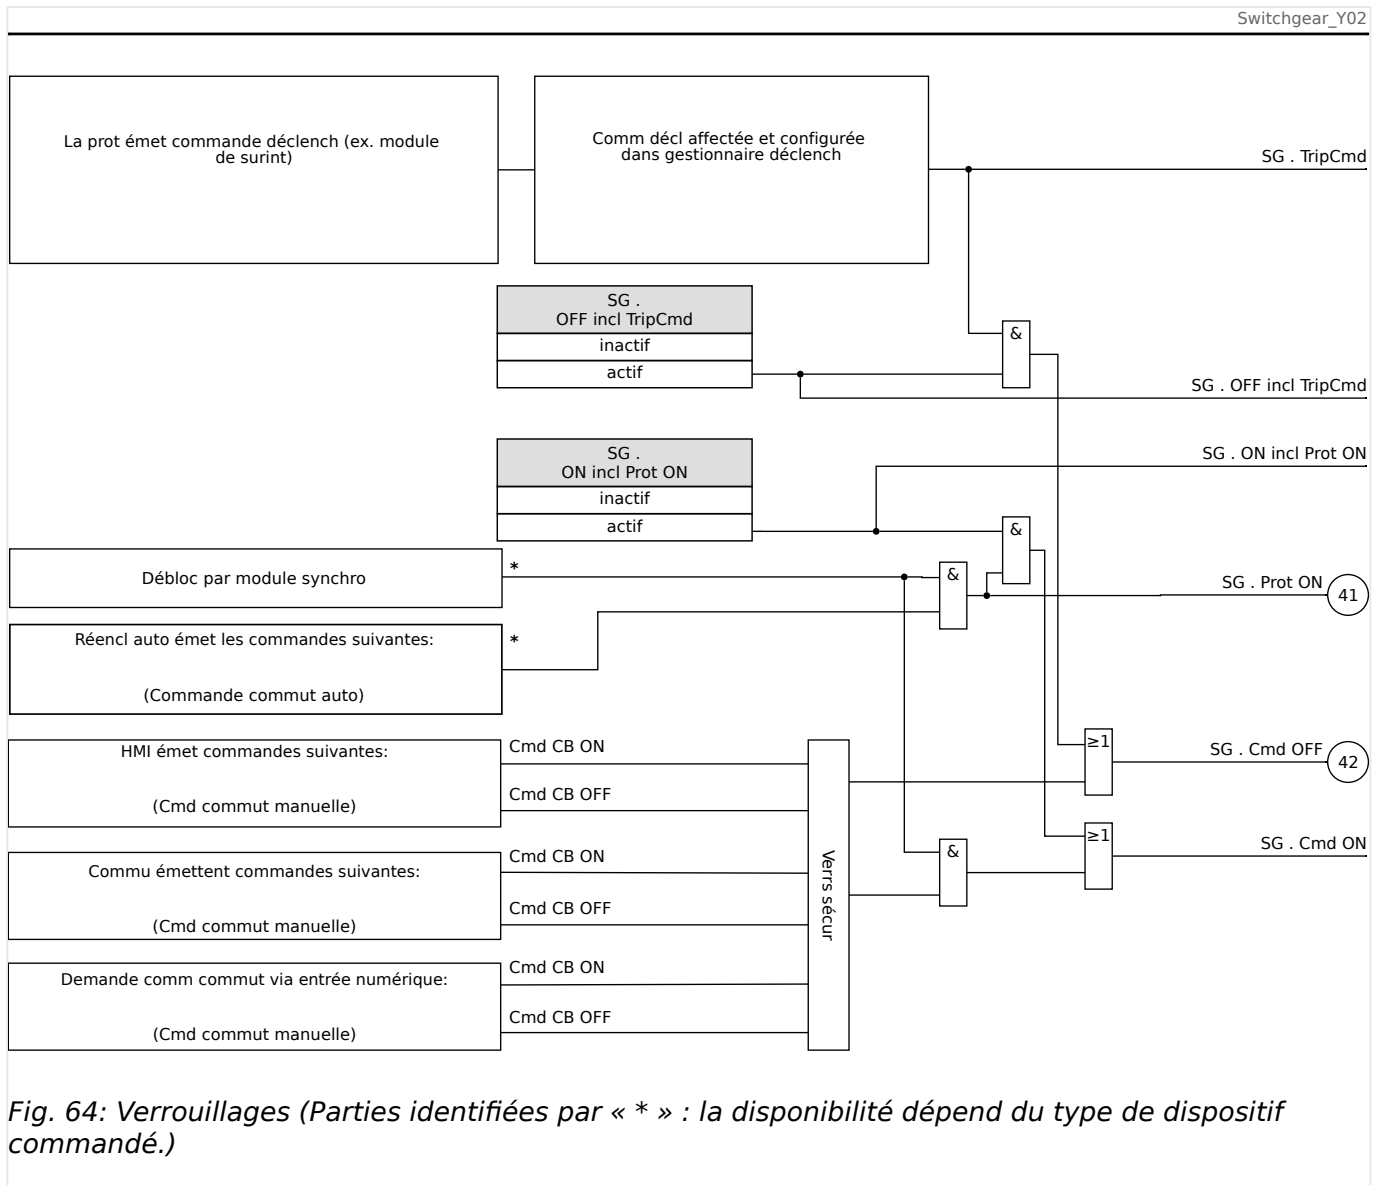 Switchgear_Y02
La prot émet commande déclench (ex. module
de surint)
Comm décl affectée et configurée
dans gestionnaire déclench
SG . TripCmd
SG .
OFF incl TripCmd
inactif
actif
&
SG . OFF incl TripCmd
SG .
ON incl Prot ON
inactif
actif
SG . ON incl Prot ON
&
Débloc par module synchro
*
&
SG . Prot ON
41
Réencl auto émet les commandes suivantes:
*
(Commande commut auto)
HMI émet commandes suivantes:
(Cmd commut manuelle)
Cmd CB ON
Cmd CB OFF
≥1
SG . Cmd OFF
42
Commu émettent commandes suivantes:
(Cmd commut manuelle)
Cmd CB ON
Cmd CB OFF
Verrs sécur
&
≥1
SG . Cmd ON
Demande comm commut via entrée numérique:
(Cmd commut manuelle)
Cmd CB ON
Cmd CB OFF
Fig. 64: Verrouillages (Parties identifiées par « * » : la disponibilité dépend du type de dispositif
commandé.)